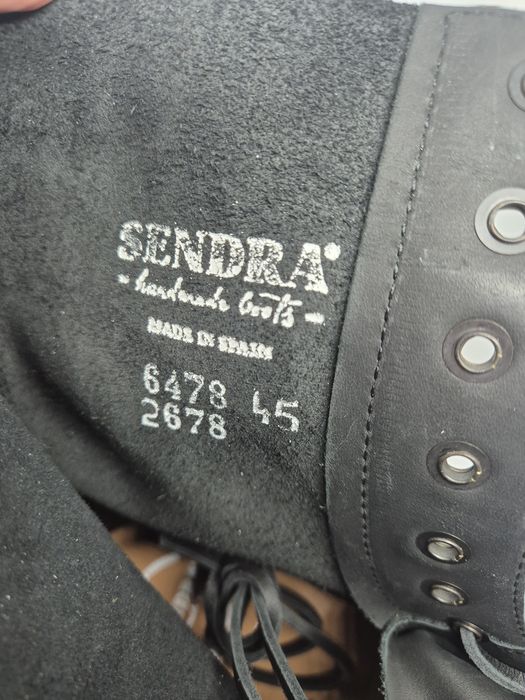 SENDRA®
- handmade boots -
MADE IN SPAIN
6478 45
2678